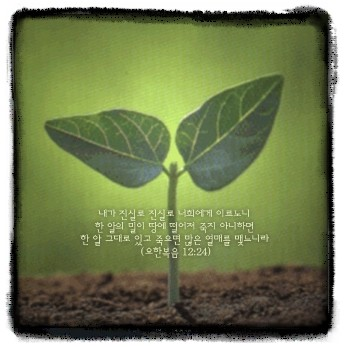 내가 진실로 진실로 너희에게 이르노니
한 알의 밀이 땅에 떨어져 죽지 아니하면
한 알 그대로 있고 죽으면 많은 열매를 맺느니라
(요한복음 12:24)